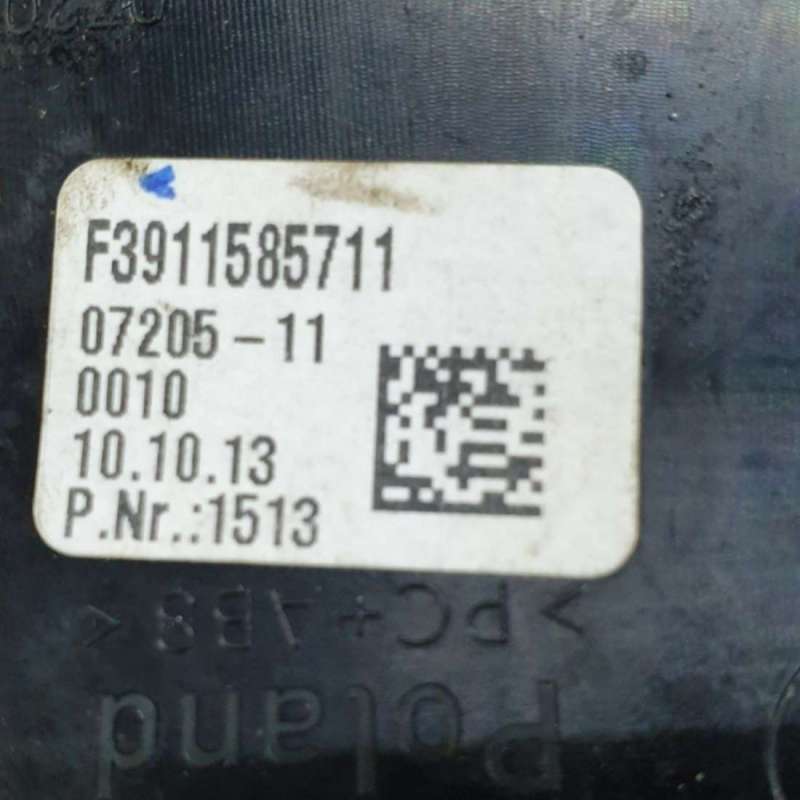 F3911585711
07205-11
0010
10.10.13
P.Nr.:1513
>PC+ABS<
Poland